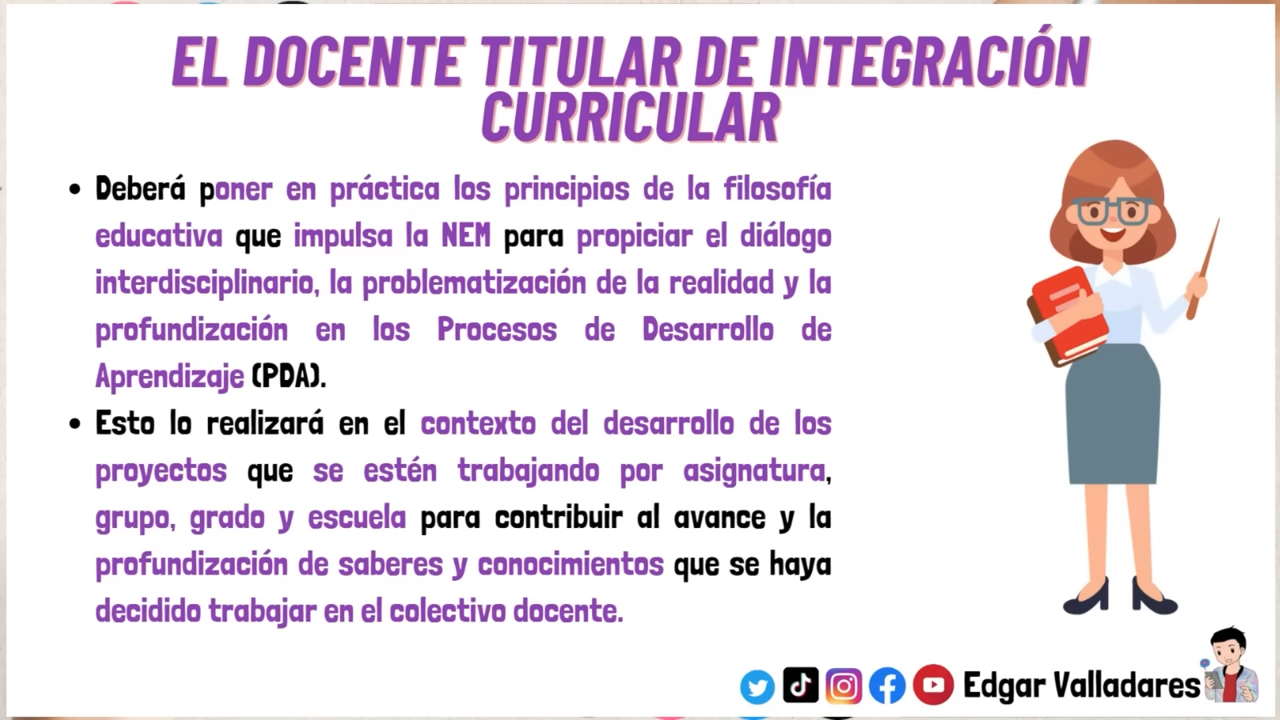 EL DOCENTE TITULAR DE INTEGRACIÓN
CURRICULAR
• Deberá poner en práctica los principios de la filosofía
educativa que impulsa la NEM para propiciar el diálogo
interdisciplinario, la problematización de la realidad y la
profundización en los Procesos de Desarrollo de
Aprendizaje (PDA).
• Esto lo realizará en el contexto del desarrollo de los
proyectos que se estén trabajando por asignatura,
grupo, grado y escuela para contribuir al avance y la
profundización de saberes y conocimientos que se haya
decidido trabajar en el colectivo docente.
Edgar Valladares